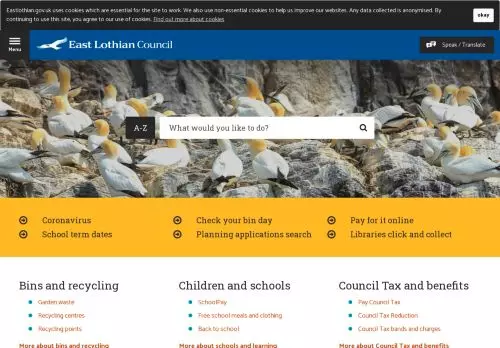 Eastlothian.gov.uk uses cookies which are essential for the site to work. We also use non-essential cookies to help us improve our websites. Any data collected is anonymised. By
continuing to use this site, you agree to our use of cookies. Find out more about cookies
okay
Menu
East Lothian Council
Speak / Translate
A-Z
What would you like to do?
Coronavirus
Check your bin day
Pay for it online
School term dates
Planning applications search
Libraries click and collect
Bins and recycling
Children and schools
Council Tax and benefits
Garden waste
SchoolPay
Pay Council Tax
Recycling centres
Free school meals and clothing
Council Tax Reduction
Recycling points
Back to school
Council Tax bands and charges
More about bins and recycling
More about schools and learning
More about Council Tax and benefits